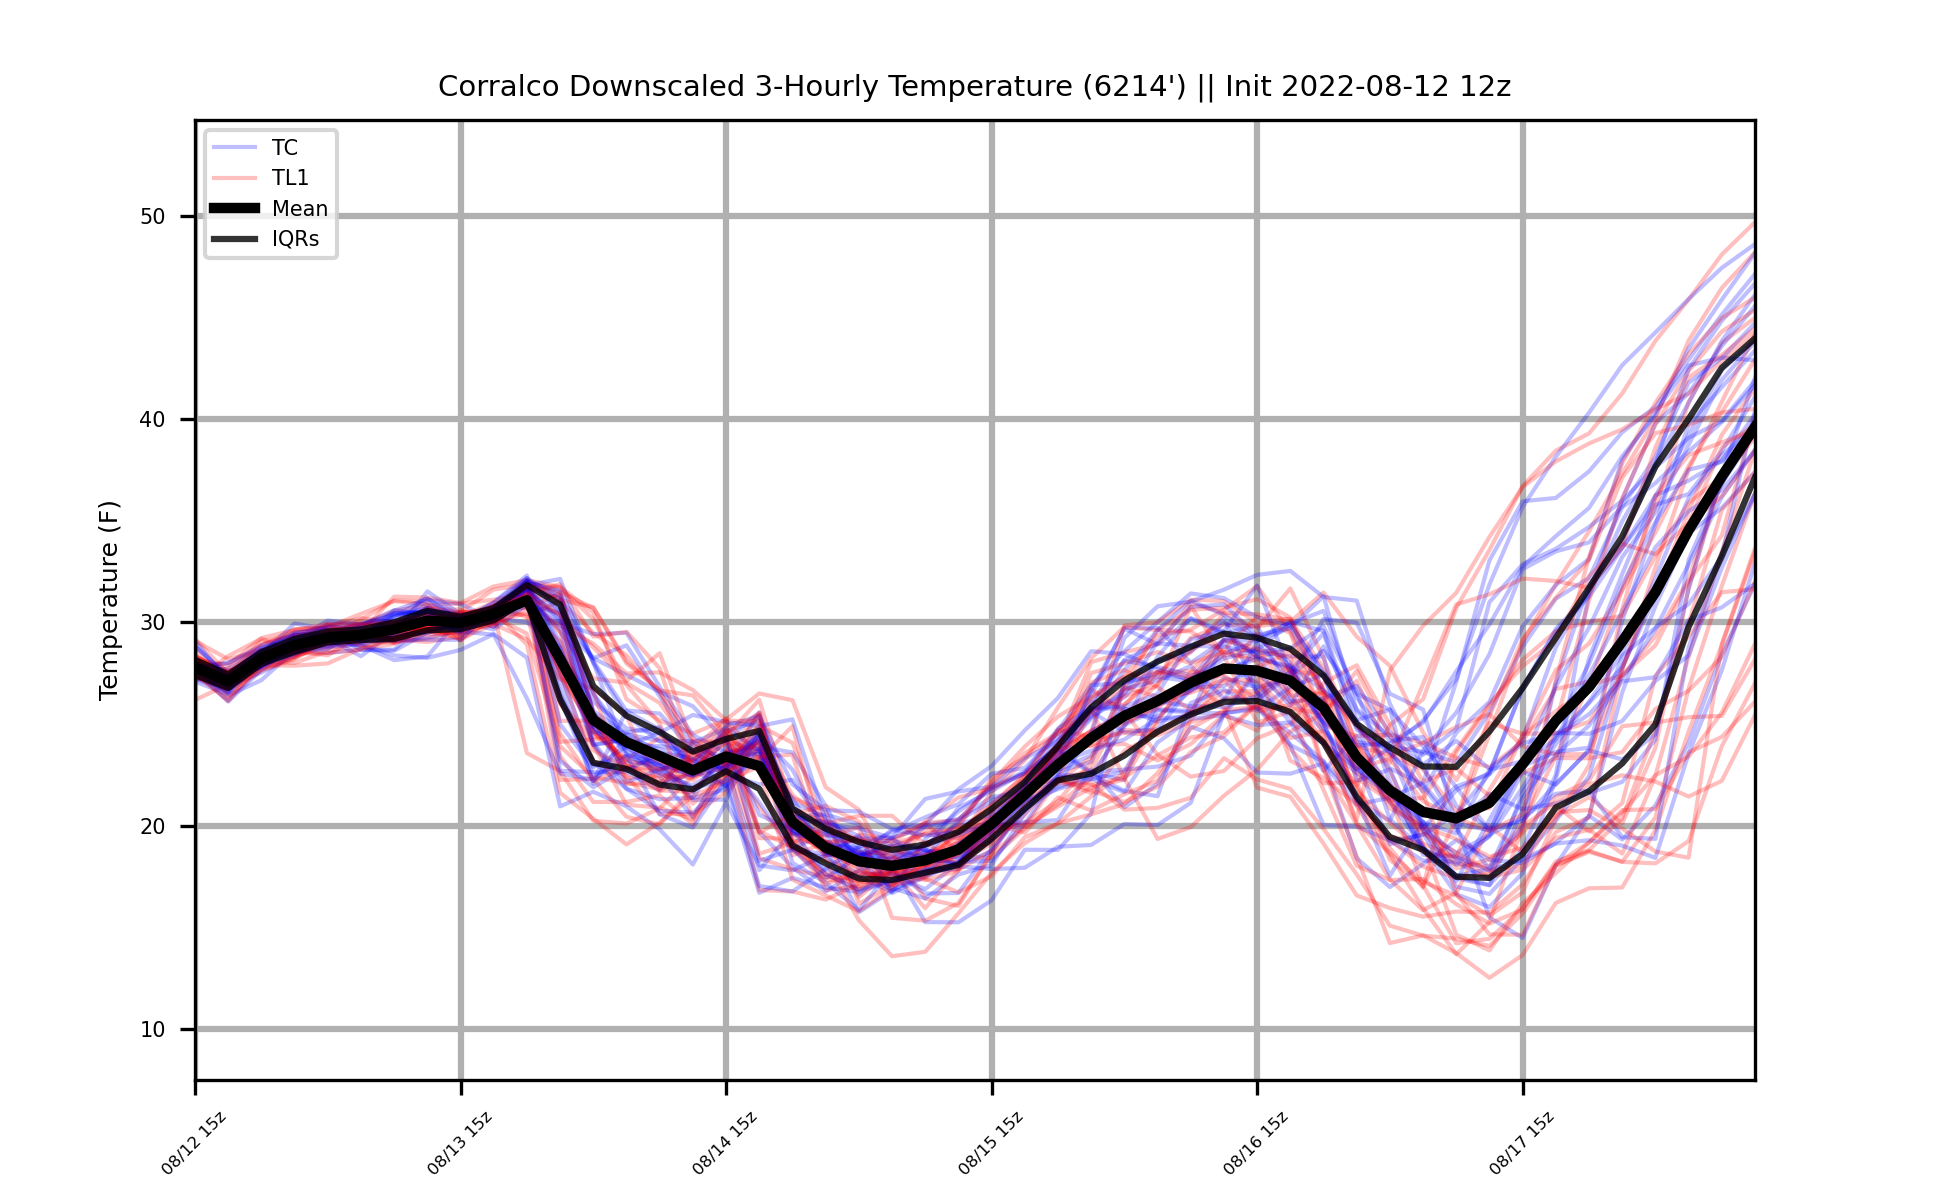 Corralco Downscaled 3-Hourly Temperature (6214') || Init 2022-08-12 12z
TC
TL1
Mean
IQRs
Temperature (F)
50
40
30
20
10
08/12 15z
08/13 15z
08/14 15z
08/15 15z
08/16 15z
08/17 15z